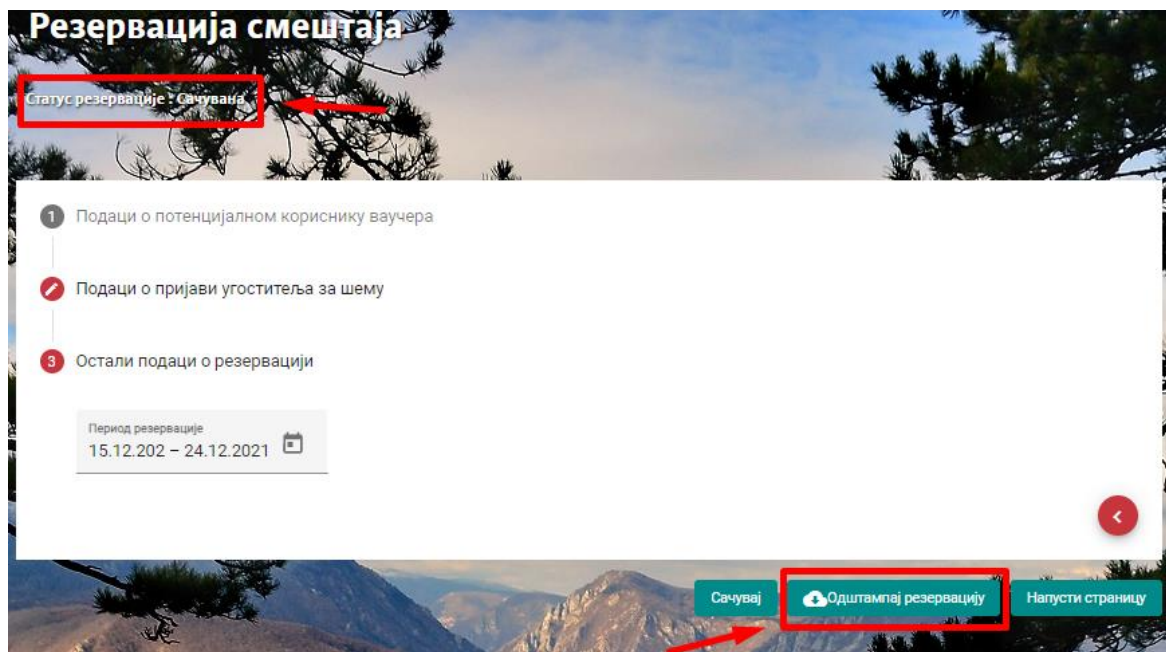 Резервација смештаја
Статус резервације : Сачувана
1 Подаци о потенцијалном кориснику ваучера
Подаци о пријави угоститеља за шему
3 Остали подаци о резервацији
Период резервације
15.12.202 – 24.12.2021
Сачувај Одштампај резервацију Напусти страницу